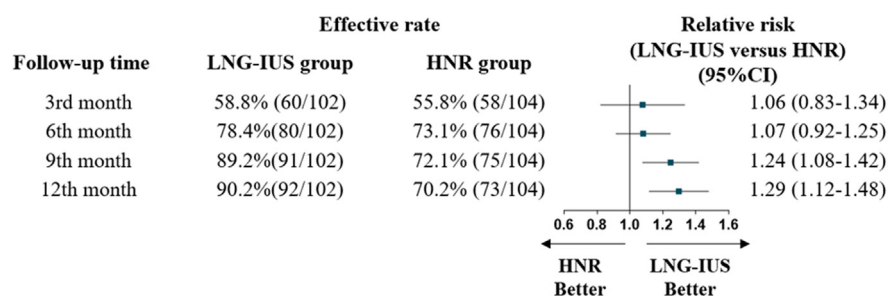 Effective rate
Relative risk
(LNG-IUS versus HNR)
(95%CI)
Follow-up time LNG-IUS group HNR group
3rd month 58.8% (60/102) 55.8% (58/104) 1.06 (0.83-1.34)
6th month 78.4%(80/102) 73.1% (76/104) 1.07 (0.92-1.25)
9th month 89.2%(91/102) 72.1% (75/104) 1.24 (1.08-1.42)
12th month 90.2%(92/102) 70.2% (73/104) 1.29 (1.12-1.48)
0.6 0.8 1.0 1.2 1.4 1.6
HNR Better
LNG-IUS Better